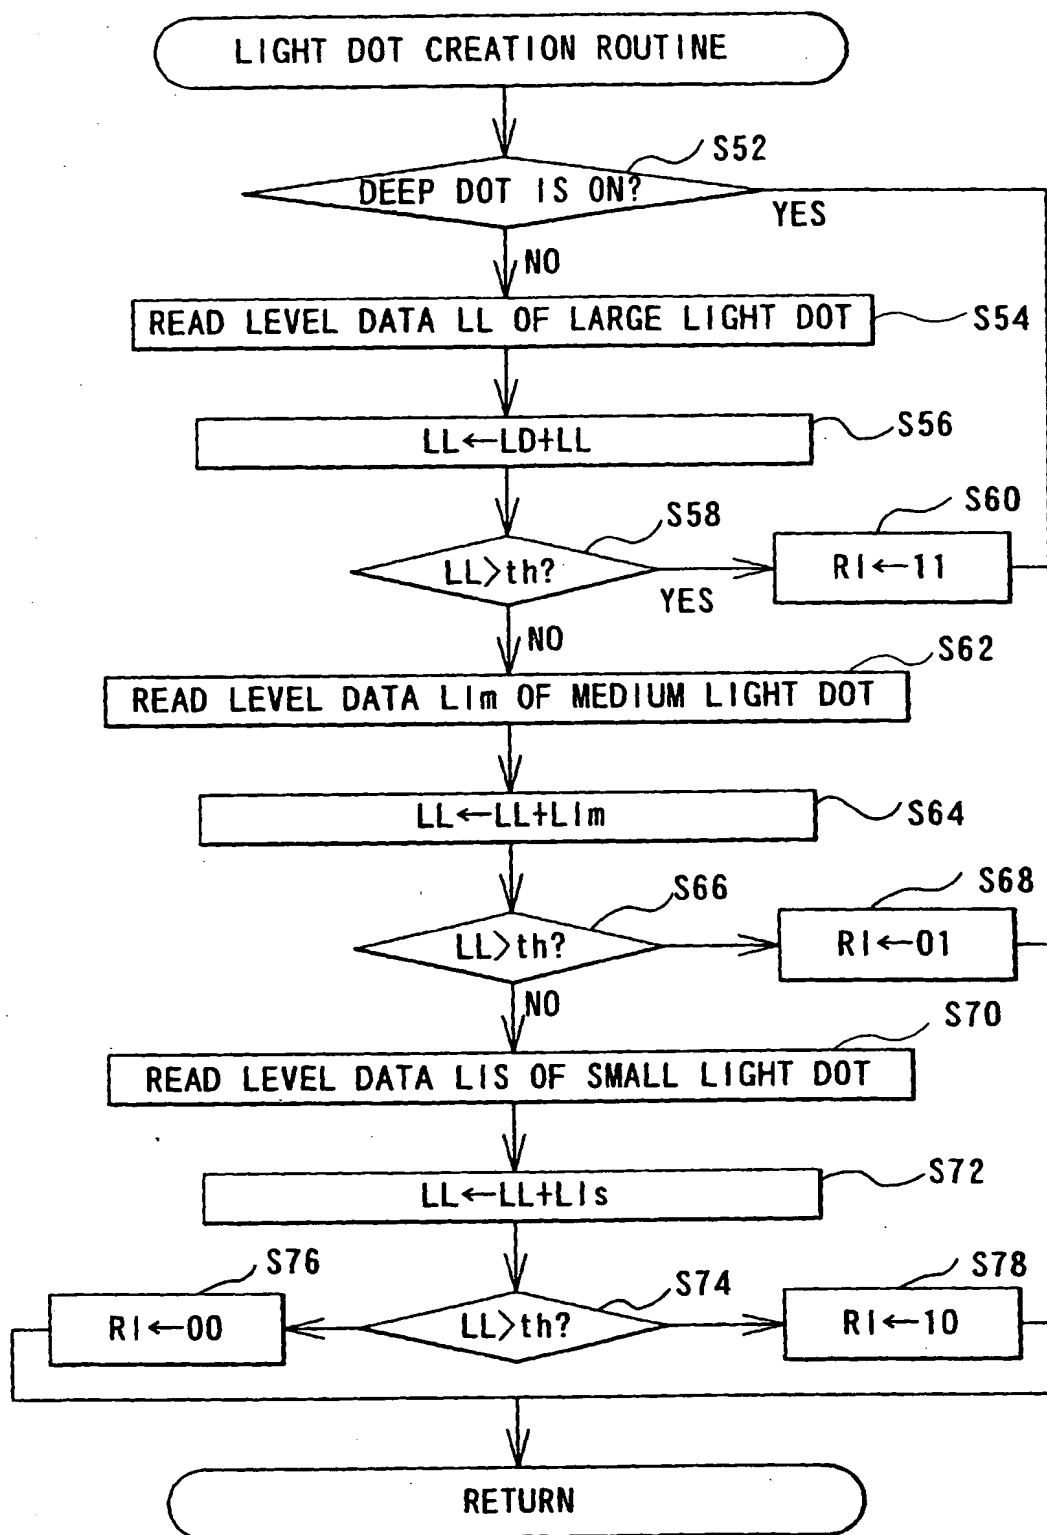 LIGHT DOT CREATION ROUTINE
S52
DEEP DOT IS ON?
YES
NO
READ LEVEL DATA LL OF LARGE LIGHT DOT
S54
LL←LD+LL
S56
S58
LL>th?
YES
S60
RI←11
NO
S62
READ LEVEL DATA LIm OF MEDIUM LIGHT DOT
LL←LL+LIm
S64
S66
LL>th?
S68
RI←01
NO
S70
READ LEVEL DATA LIS OF SMALL LIGHT DOT
LL←LL+LIs
S72
S76
RI←00
S74
LL>th?
S78
RI←10
RETURN